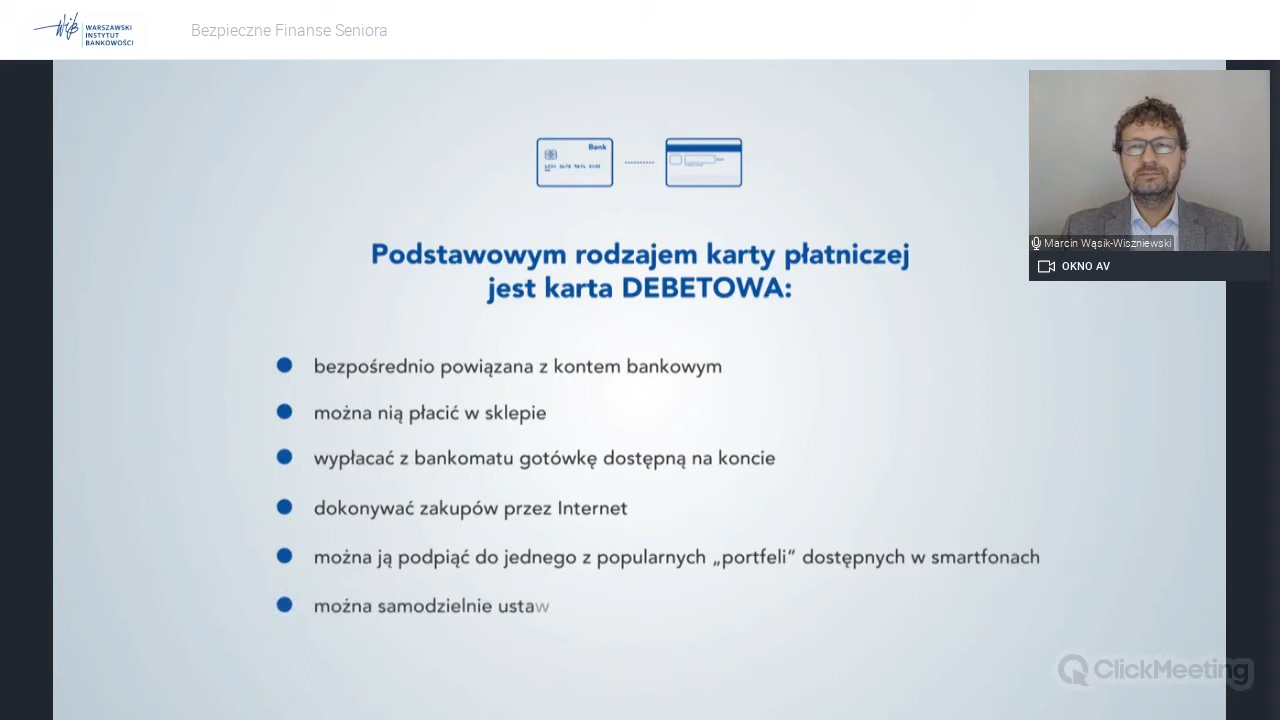 WARSZAWSKI
INSTYTUT
BANKOWOŚCI
Bezpieczne Finanse Seniora
Bank
Podstawowym rodzajem karty płatniczej
jest karta DEBETOWA:
bezpośrednio powiązana z kontem bankowym
można nią płacić w sklepie
wypłacać z bankomatu gotówkę dostępną na koncie
dokonywać zakupów przez Internet
można ją podpiąć do jednego z popularnych „portfeli” dostępnych w smartfonach
można samodzielnie ustaw
Marcin Wąsik-Wiszniewski
OKNO AV
ClickMeeting